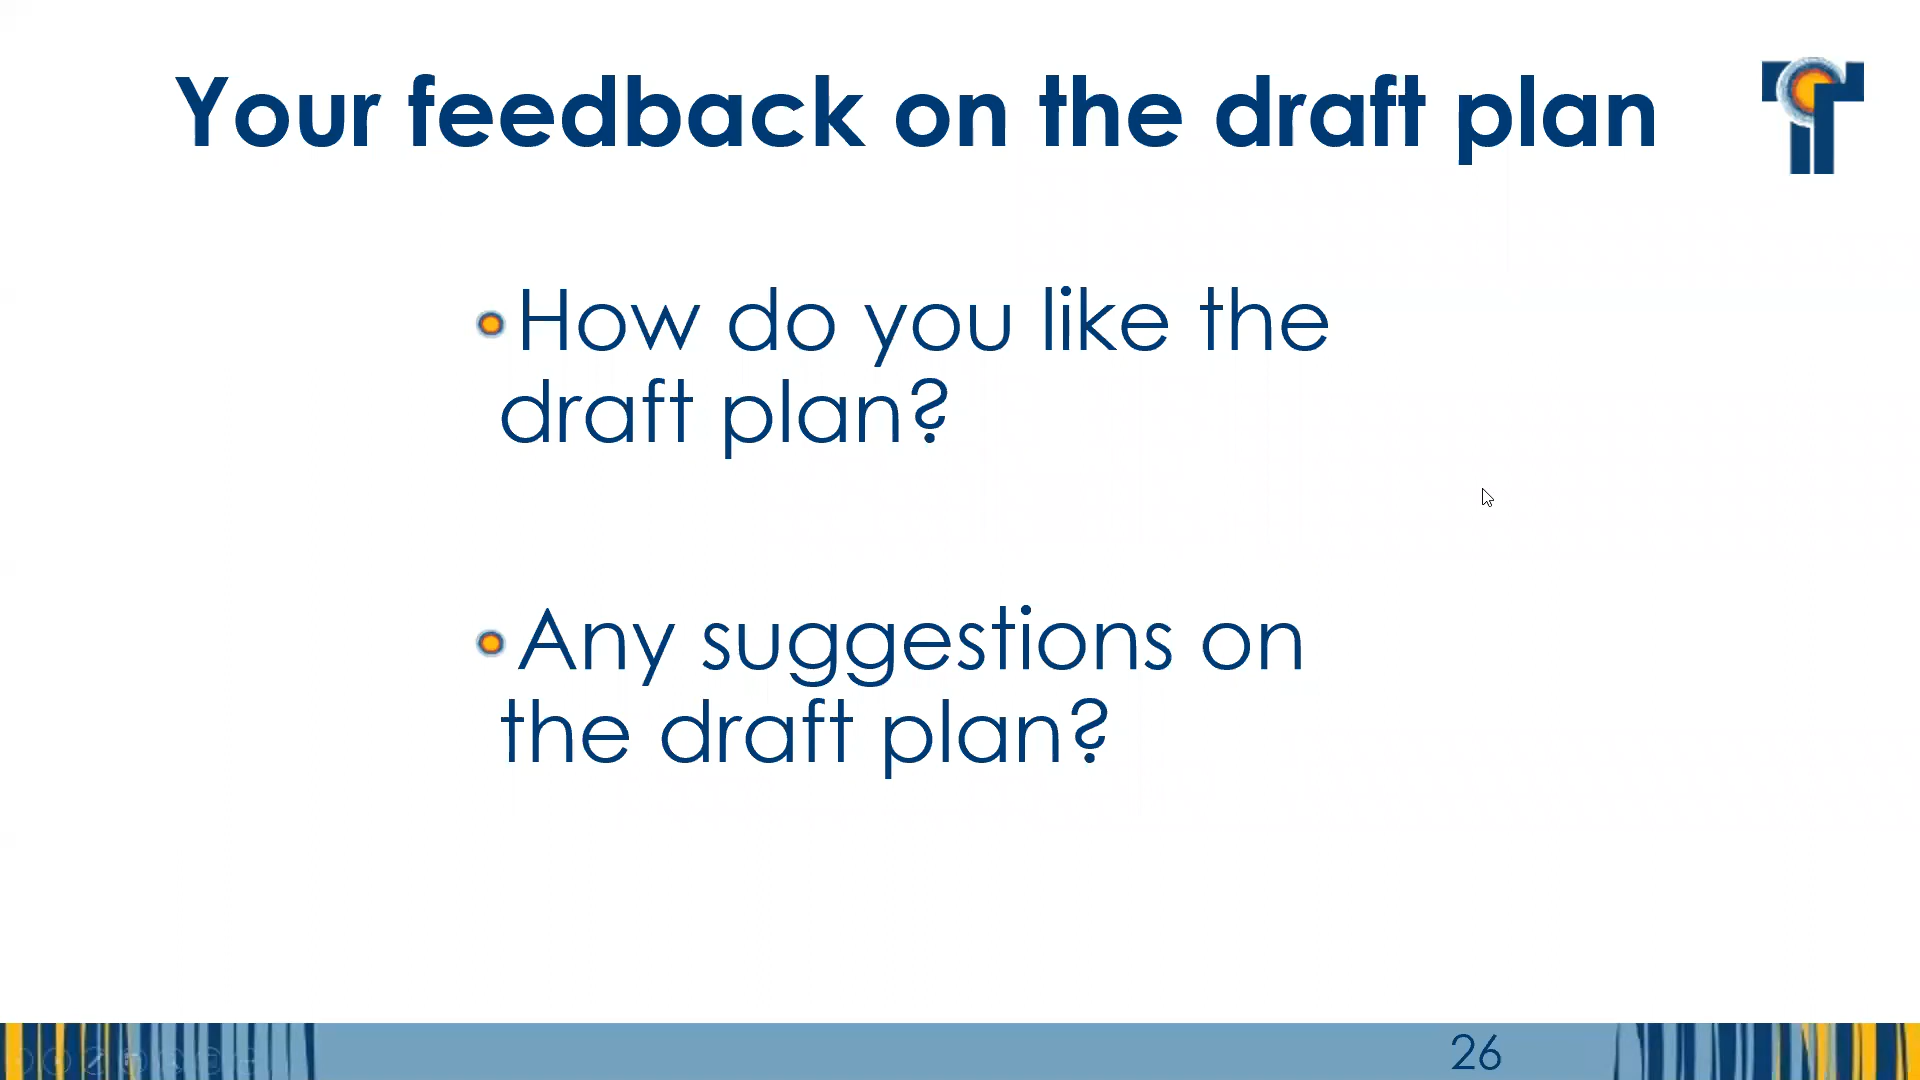 Your feedback on the draft plan
How do you like the
draft plan?
Any suggestions on
the draft plan?
26